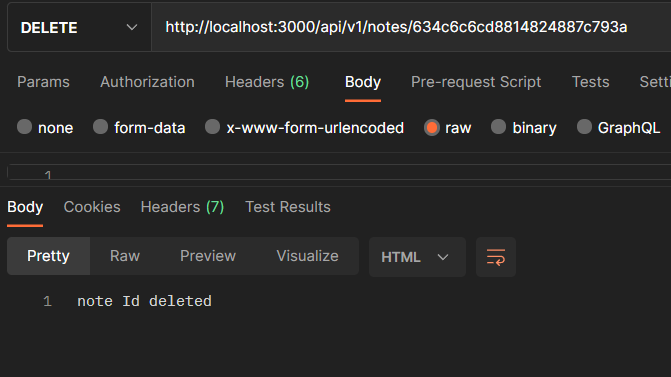 DELETE http://localhost:3000/api/v1/notes/634c6c6cd8814824887c793a
Params Authorization Headers (6) Body Pre-request Script Tests Setti
none form-data x-www-form-urlencoded raw binary GraphQL
1
Body Cookies Headers (7) Test Results
Pretty Raw Preview Visualize HTML
1 note Id deleted